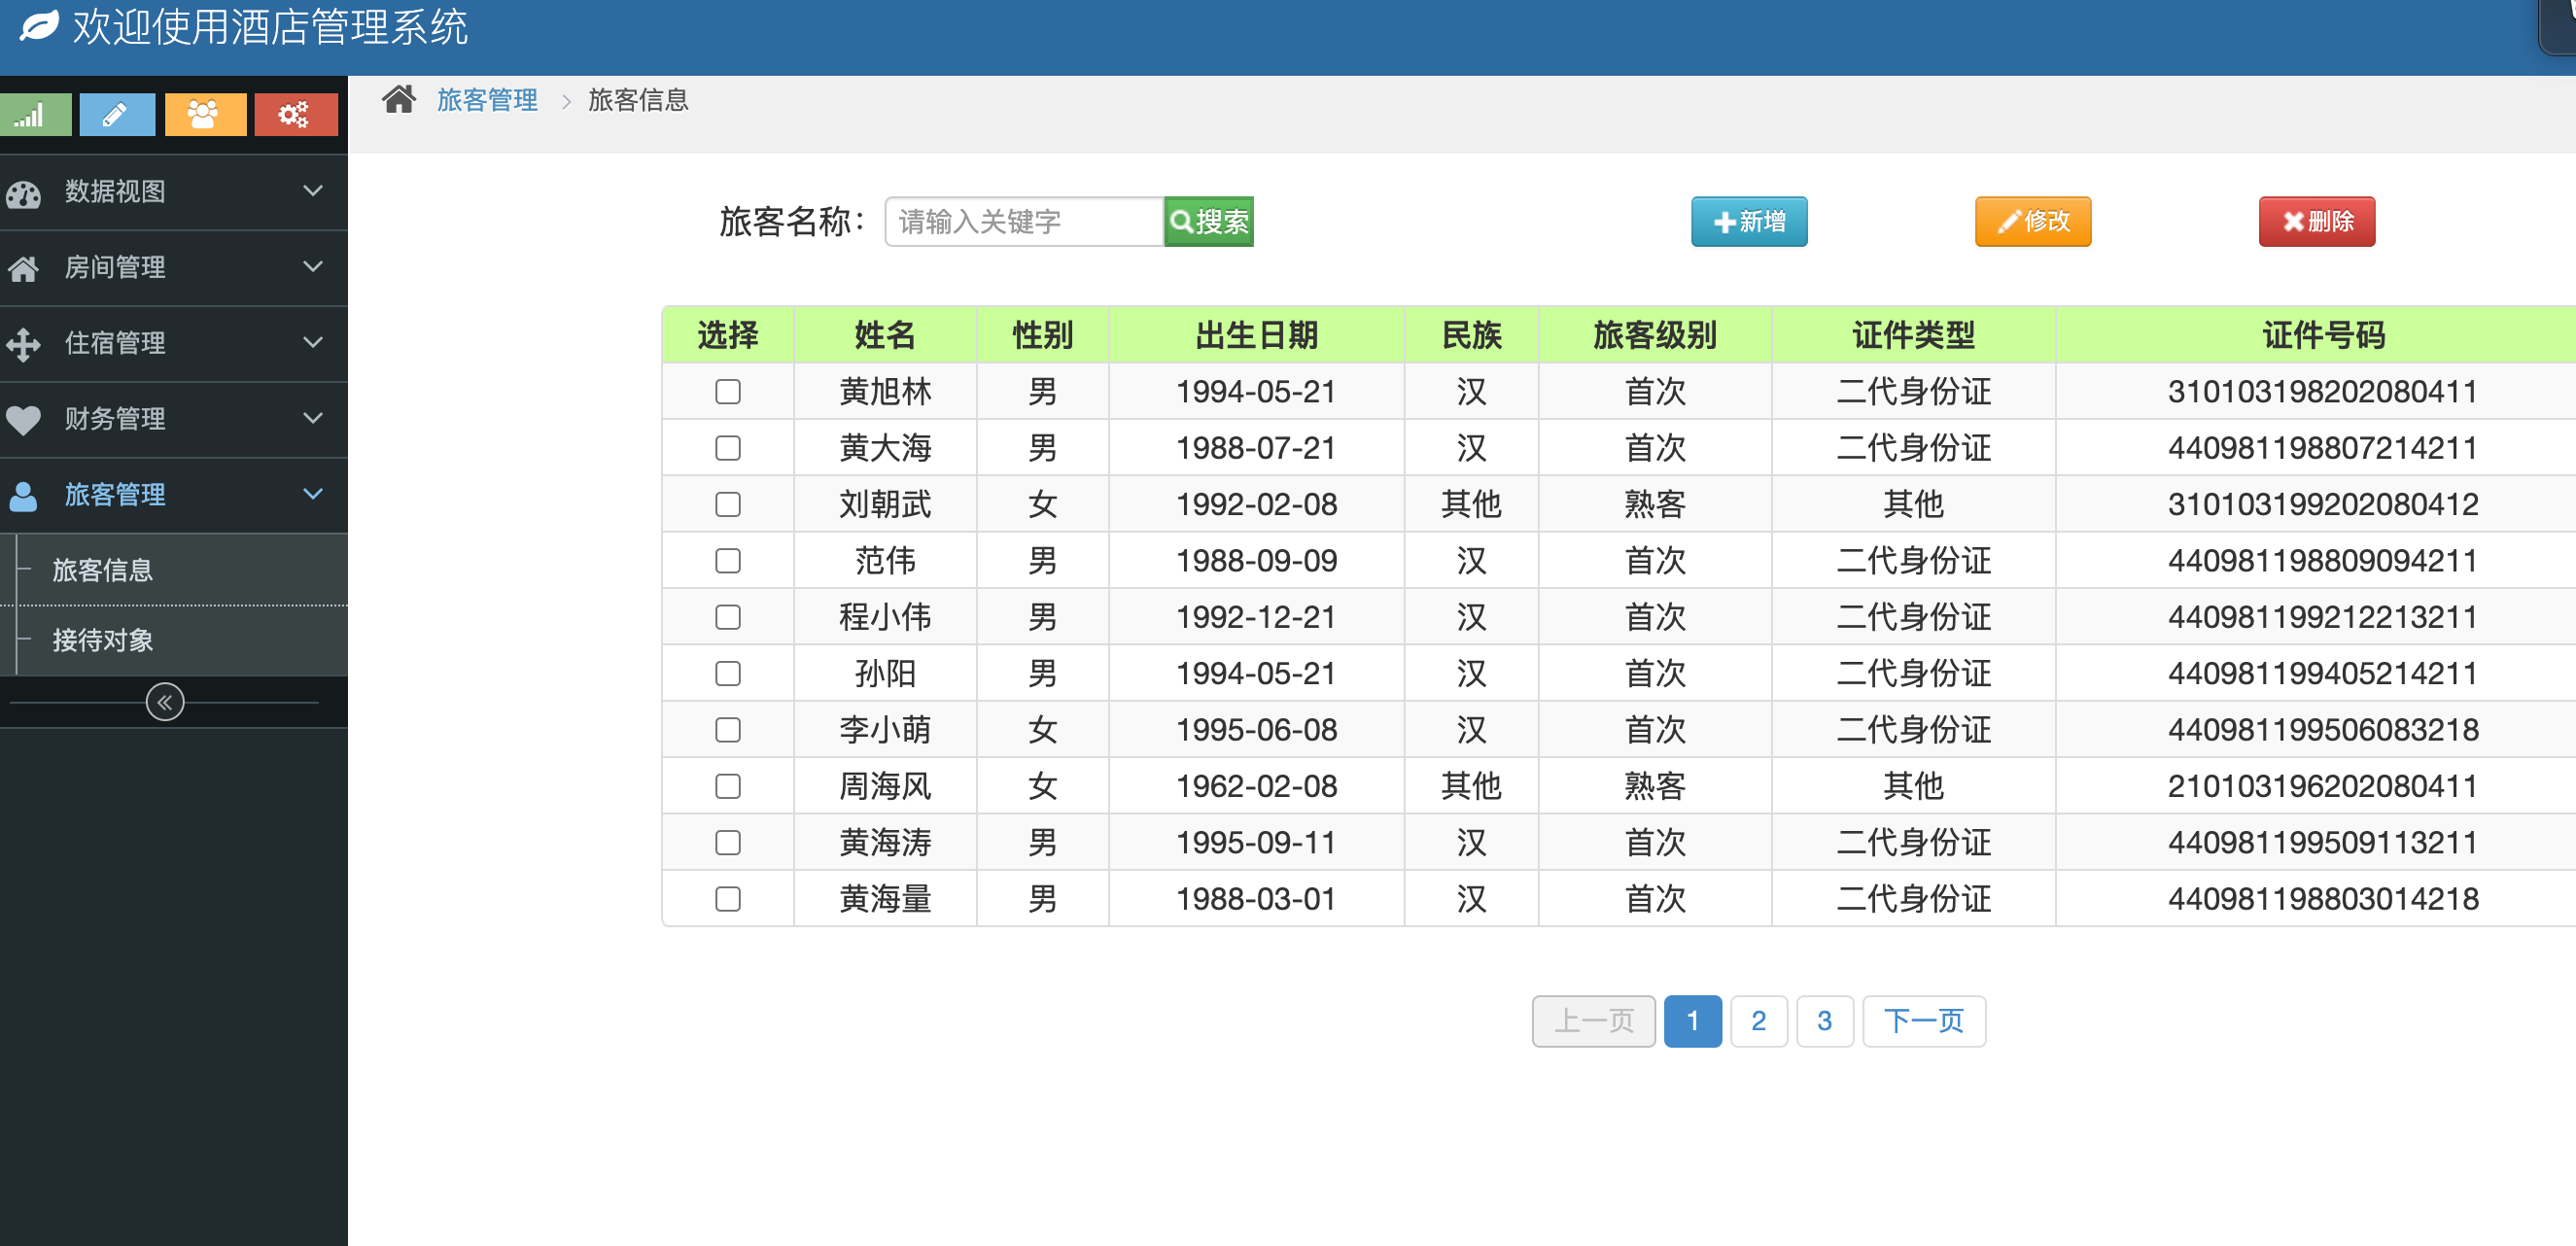 欢迎使用酒店管理系统
旅客管理 > 旅客信息
数据视图
房间管理
住宿管理
财务管理
旅客管理
旅客信息
接待对象
旅客名称： 请输入关键字 搜索 新增 修改 删除
选择 姓名 性别 出生日期 民族 旅客级别 证件类型 证件号码
黄旭林 男 1994-05-21 汉 首次 二代身份证 310103198202080411
黄大海 男 1988-07-21 汉 首次 二代身份证 440981198807214211
刘朝武 女 1992-02-08 其他 熟客 其他 310103199202080412
范伟 男 1988-09-09 汉 首次 二代身份证 440981198809094211
程小伟 男 1992-12-21 汉 首次 二代身份证 440981199212213211
孙阳 男 1994-05-21 汉 首次 二代身份证 440981199405214211
李小萌 女 1995-06-08 汉 首次 二代身份证 440981199506083218
周海风 女 1962-02-08 其他 熟客 其他 210103196202080411
黄海涛 男 1995-09-11 汉 首次 二代身份证 440981199509113211
黄海量 男 1988-03-01 汉 首次 二代身份证 440981198803014218
上一页 1 2 3 下一页